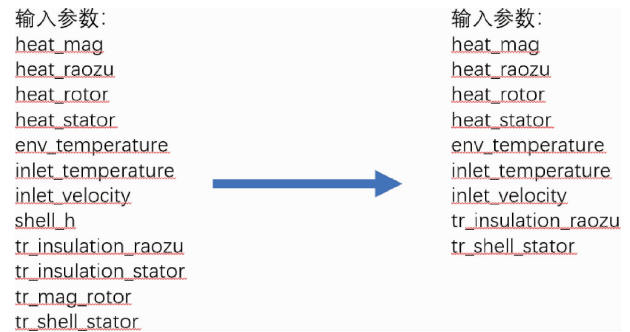 输入参数:
heat_mag
heat_raozu
heat_rotor
heat_stator
env_temperature
inlet_temperature
inlet_velocity
shell_h
tr_insulation_raozu
tr_insulation_stator
tr_mag_rotor
tr_shell_stator
输入参数:
heat_mag
heat_raozu
heat_rotor
heat_stator
env_temperature
inlet_temperature
inlet_velocity
tr_insulation_raozu
tr_shell_stator